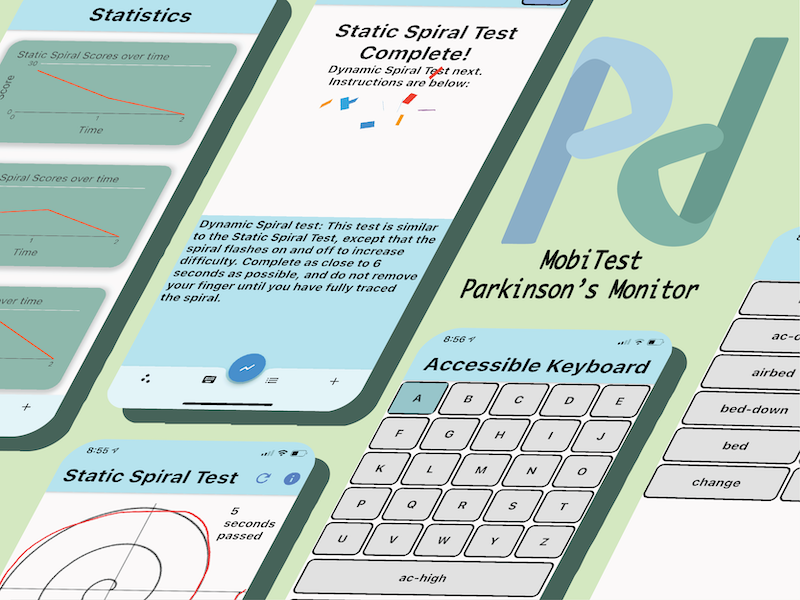 Statistics
Static Spiral Scores over time
30
Score
0
0
1
2
Time
Spiral Scores over time
1
2
Time
over time
2
+
Static Spiral Test
Complete!
Dynamic Spiral Test next.
Instructions are below:
Dynamic Spiral test: This test is similar
to the Static Spiral Test, except that the
spiral flashes on and off to increase
difficulty. Complete as close to 6
seconds as possible, and do not remove
your finger until you have fully traced
the spiral.
+
Pd
MobiTest
Parkinson's Monitor
8:55
Static Spiral Test
5
seconds
passed
8:56
Accessible Keyboard
A B C D E
F G H I J
K L M N O
P Q R S T
U V W Y Z
ac-high
airbed
bed-down
bed
change